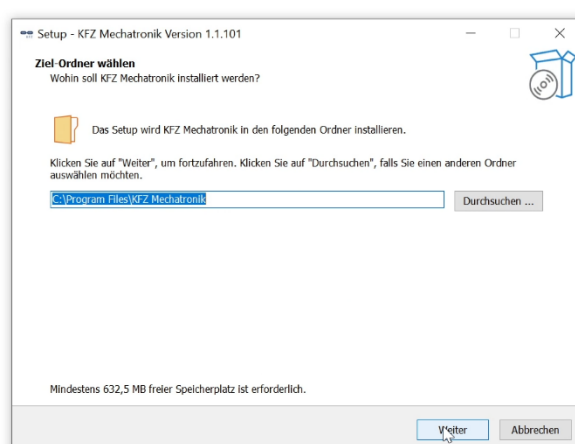 Setup - KFZ Mechatronik Version 1.1.101
Ziel-Ordner wählen
Wohin soll KFZ Mechatronik installiert werden?
Das Setup wird KFZ Mechatronik in den folgenden Ordner installieren.
Klicken Sie auf "Weiter", um fortzufahren. Klicken Sie auf "Durchsuchen", falls Sie einen anderen Ordner
auswählen möchten.
C:\Program Files\KFZ Mechatronik
Durchsuchen ...
Mindestens 632,5 MB freier Speicherplatz ist erforderlich.
Weiter
Abbrechen